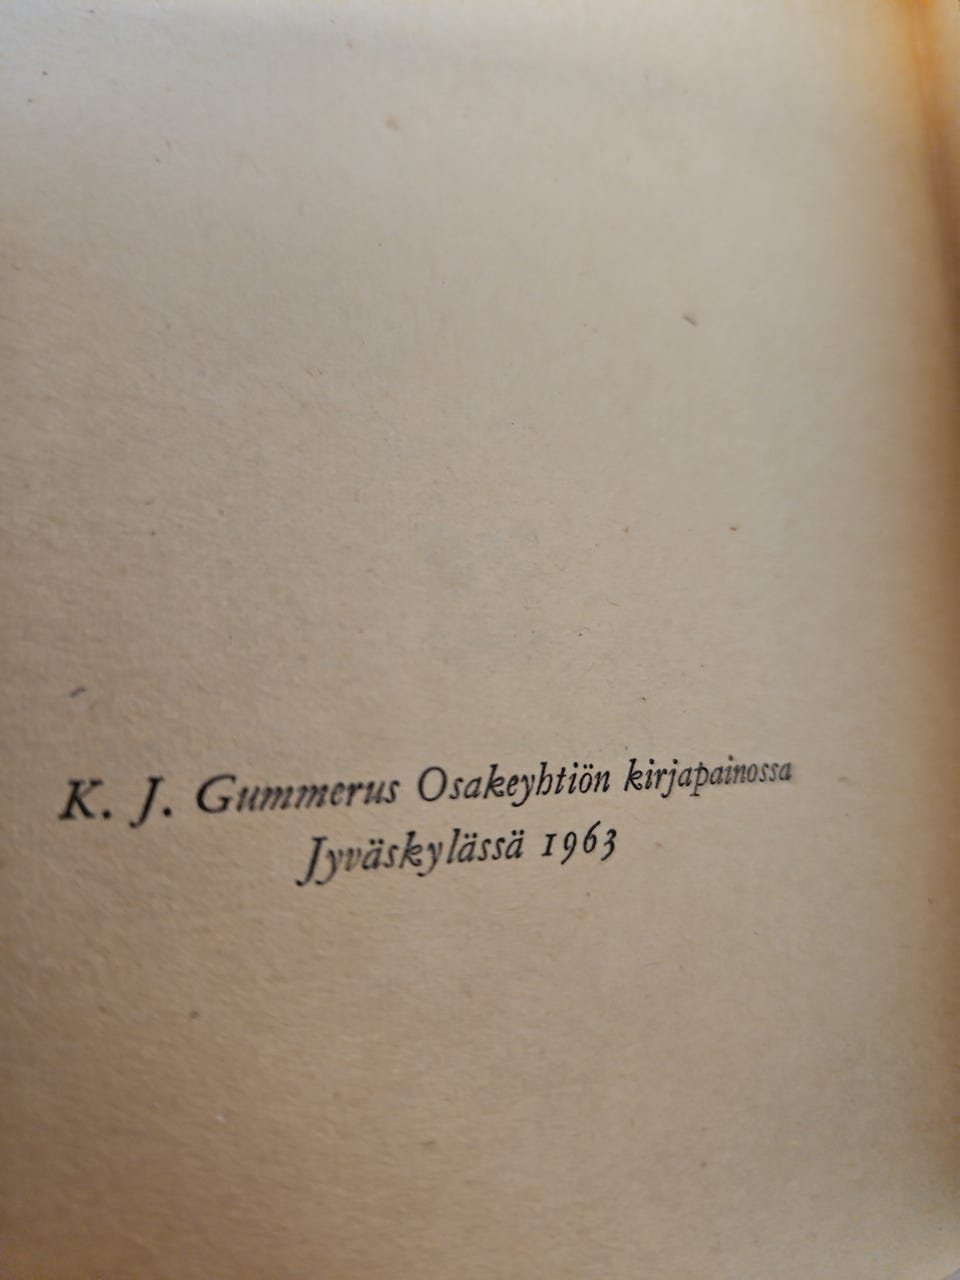 K. J. Gummerus Osakeyhtiön kirjapainossa
Jyväskylässä 1963